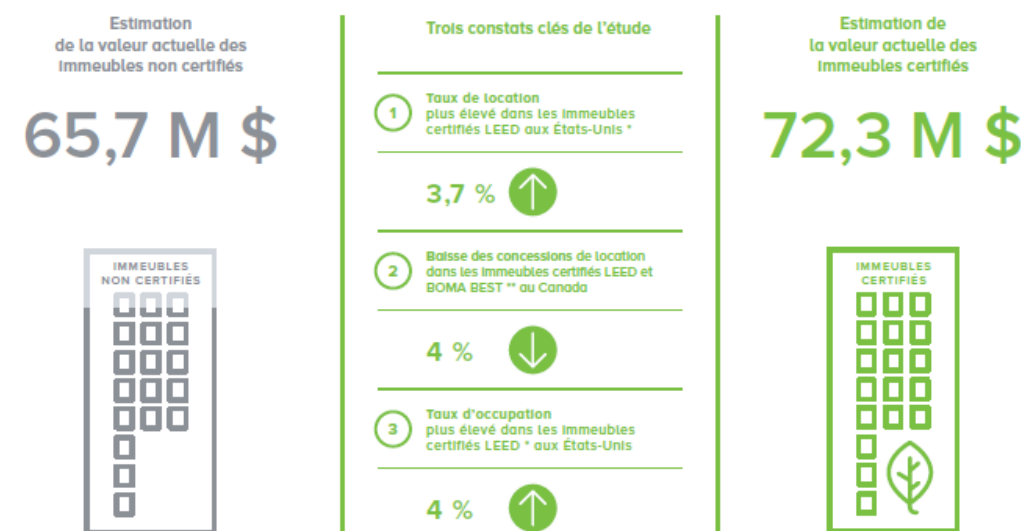 Estimation
de la valeur actuelle des
immeubles non certifiés
65,7 M $
IMMEUBLES
NON CERTIFIÉS
Trois constats clés de l'étude
1
Taux de location
plus élevé dans les immeubles
certifiés LEED aux États-Unis *
3,7 %
2
Baisse des concessions de location
dans les immeubles certifiés LEED et
BOMA BEST ** au Canada
4 %
3
Taux d'occupation
plus élevé dans les immeubles
certifiés LEED * aux États-Unis
4 %
Estimation de
la valeur actuelle des
immeubles certifiés
72,3 M $
IMMEUBLES
CERTIFIÉS